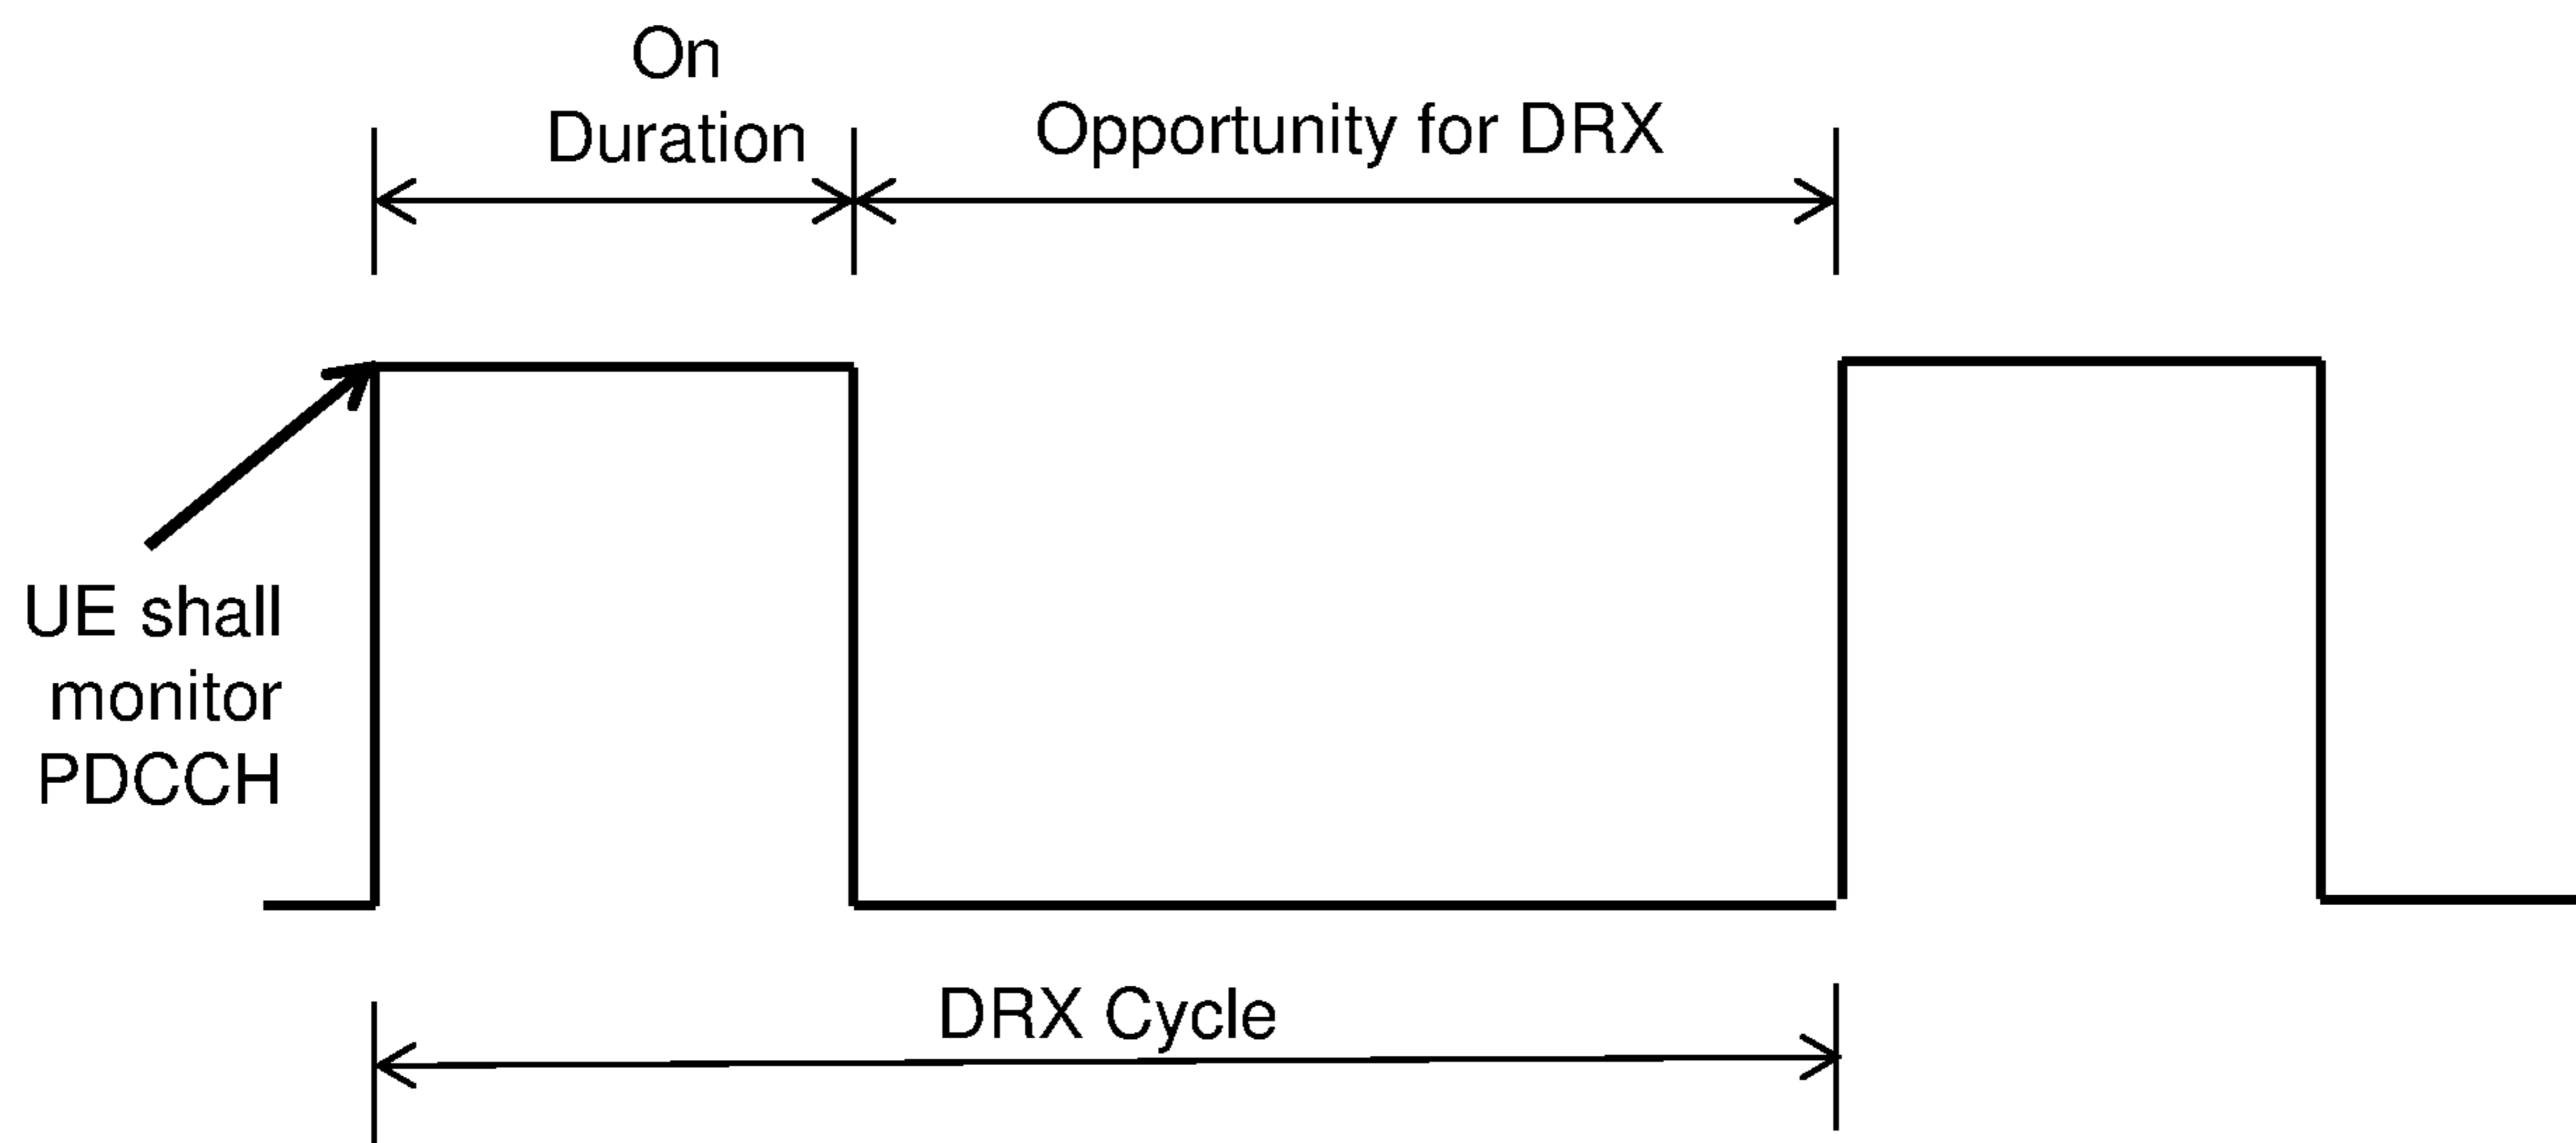 On
Duration
Opportunity for DRX
UE shall
monitor
PDCCH
DRX Cycle